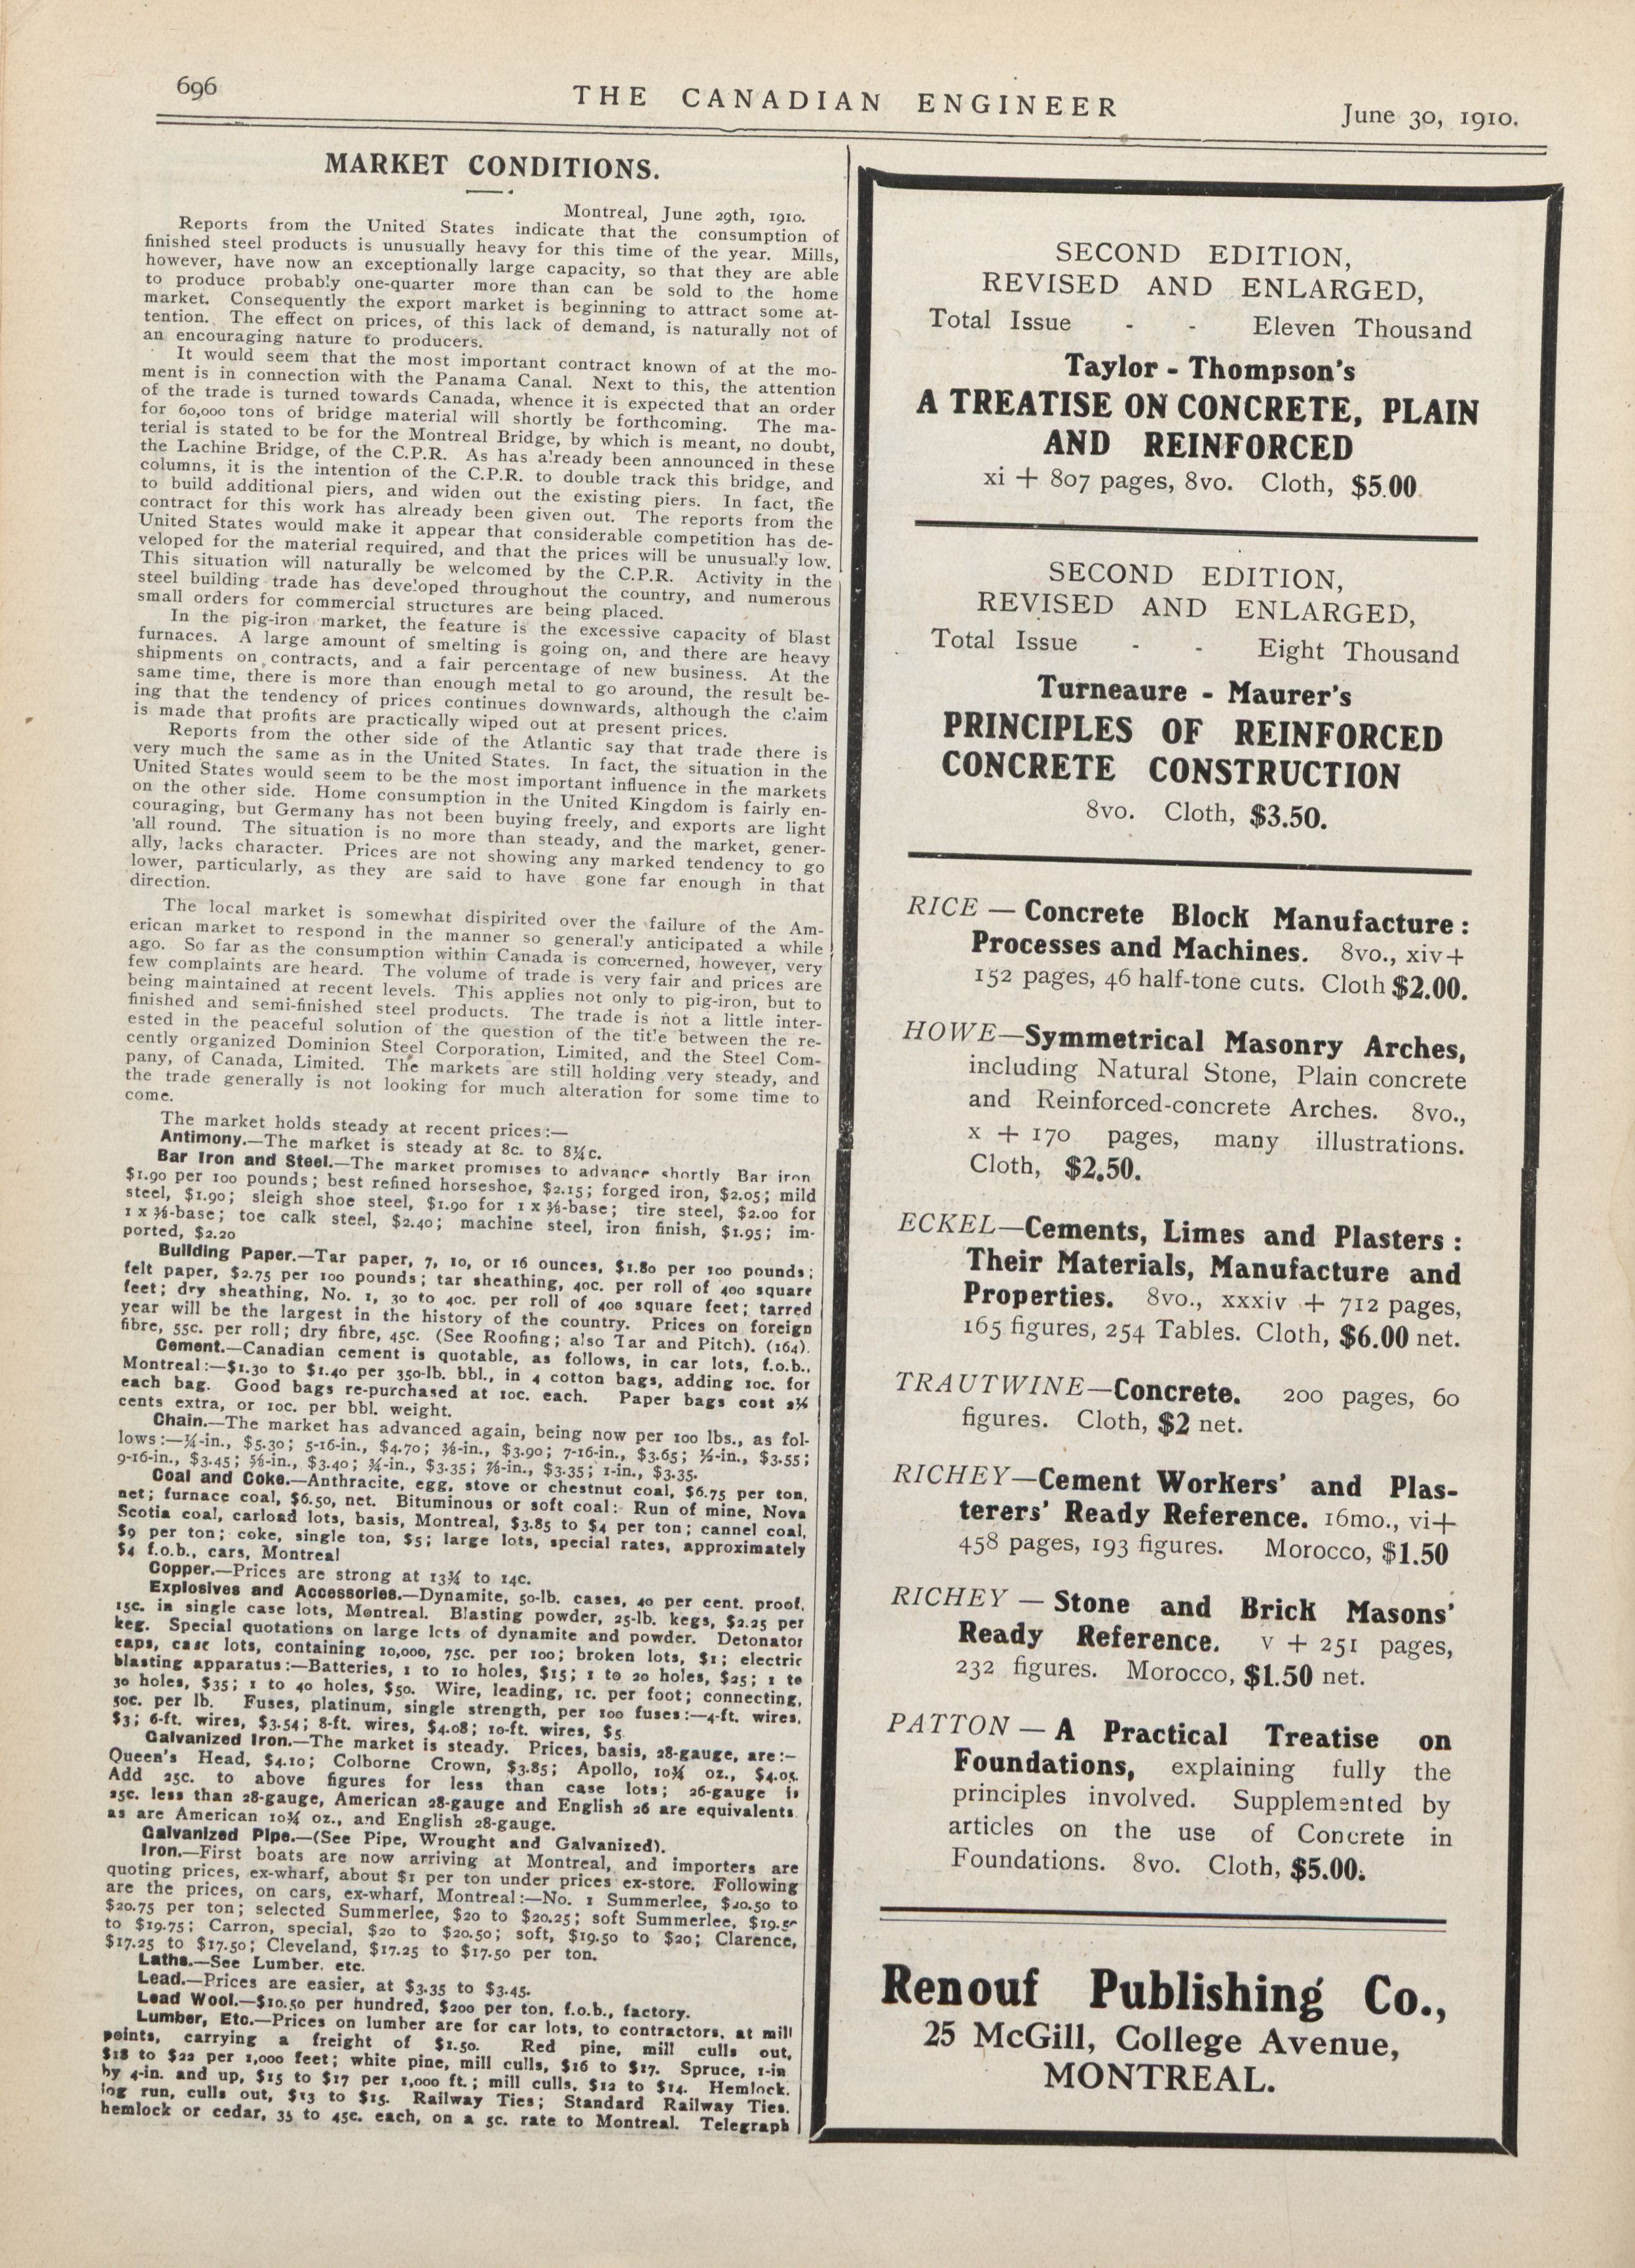 696
THE CANADIAN ENGINEER
June 30, 1910.
MARKET CONDITIONS.
Montreal, June 29th, 1910.
Reports from the United States indicate that the consumption of
finished steel products is unusually heavy for this time of the year. Mills,
however, have now an exceptionally large capacity, so that they are able
to produce probably one-quarter more than can be sold to the home
market. Consequently the export market is beginning to attract some at-
tention. The effect on prices, of this lack of demand, is naturally not of
an encouraging nature to producers.
It would seem that the most important contract known of at the mo-
ment is in connection with the Panama Canal. Next to this, the attention
of the trade is turned towards Canada, whence it is expected that an order
for 60,000 tons of bridge material will shortly be forthcoming. The ma-
terial is stated to be for the Montreal Bridge, by which is meant, no doubt,
the Lachine Bridge, of the C.P.R. As has already been announced in these
columns, it is the intention of the C.P.R. to double track this bridge, and
to build additional piers, and widen out the existing piers. In fact, the
contract for this work has already been given out. The reports from the
United States would make it appear that considerable competition has de-
veloped for the material required, and that the prices will be unusually low.
This situation will naturally be welcomed by the C.P.R. Activity in the
steel building trade has developed throughout the country, and numerous
small orders for commercial structures are being placed.
In the pig-iron market, the feature is the excessive capacity of blast
furnaces. A large amount of smelting is going on, and there are heavy
shipments on contracts, and a fair percentage of new business. At the
same time, there is more than enough metal to go around, the result be-
ing that the tendency of prices continues downwards, although the claim
is made that profits are practically wiped out at present prices.
Reports from the other side of the Atlantic say that trade there is
very much the same as in the United States. In fact, the situation in the
United States would seem to be the most important influence in the markets
on the other side. Home consumption in the United Kingdom is fairly en-
couraging, but Germany has not been buying freely, and exports are light
all round. The situation is no more than steady, and the market, gener-
ally, lacks character. Prices are not showing any marked tendency to go
lower, particularly, as they are said to have gone far enough in that
direction.
The local market is somewhat dispirited over the failure of the Am-
erican market to respond in the manner so generally anticipated a while
ago. So far as the consumption within Canada is concerned, however, very
few complaints are heard. The volume of trade is very fair and prices are
being maintained at recent levels. This applies not only to pig-iron, but to
finished and semi-finished steel products. The trade is not a little inter-
ested in the peaceful solution of the question of the title between the re-
cently organized Dominion Steel Corporation, Limited, and the Steel Com-
pany, of Canada, Limited. The markets are still holding very steady, and
the trade generally is not looking for much alteration for some time to
come.
The market holds steady at recent prices:—
Antimony.—The market is steady at 8c. to 8¼c.
Bar Iron and Steel.—The market promises to advance shortly Bar iron
$1.90 per 100 pounds; best refined horseshoe, $2.15; forged iron, $2.05; mild
steel, $1.90; sleigh shoe steel, $1.90 for 1 x ⅜-base; tire steel, $2.00 for
1 x ⅜-base; toe calk steel, $2.40; machine steel, iron finish, $1.95; im-
ported, $2.20
Building Paper.—Tar paper, 7, 10, or 16 ounces, $1.80 per 100 pounds;
felt paper, $2.75 per 100 pounds; tar sheathing, 40c. per roll of 400 square
feet; dry sheathing, No. 1, 30 to 40c. per roll of 400 square feet; tarred
year will be the largest in the history of the country. Prices on foreign
fibre, 55c. per roll; dry fibre, 45c. (See Roofing; also Tar and Pitch). (164).
Cement.—Canadian cement is quotable, as follows, in car lots, f.o.b.,
Montreal:—$1.30 to $1.40 per 350-lb. bbl., in 4 cotton bags, adding 10c. for
each bag. Good bags re-purchased at 10c. each. Paper bags cost 2½
cents extra, or 10c. per bbl. weight.
Chain.—The market has advanced again, being now per 100 lbs., as fol-
lows:—¼-in., $5.30; 5-16-in., $4.70; ⅜-in., $3.90; 7-16-in., $3.65; ½-in., $3.55;
9-16-in., $3.45; ⅝-in., $3.40; ¾-in., $3.35; ⅞-in., $3.35; 1-in., $3.35.
Coal and Coke.—Anthracite, egg, stove or chestnut coal, $6.75 per ton,
net; furnace coal, $6.50, net. Bituminous or soft coal: Run of mine, Nova
Scotia coal, carload lots, basis, Montreal, $3.85 to $4 per ton; cannel coal,
$9 per ton; coke, single ton, $5; large lots, special rates, approximately
$4 f.o.b., cars, Montreal
Copper.—Prices are strong at 13¾ to 14c.
Explosives and Accessories.—Dynamite, 50-lb. cases, 40 per cent. proof,
15c. in single case lots, Montreal. Blasting powder, 25-lb. kegs, $2.25 per
keg. Special quotations on large lots of dynamite and powder. Detonator
caps, case lots, containing 10,000, 75c. per 100; broken lots, $1; electric
blasting apparatus:—Batteries, 1 to 10 holes, $15; 1 to 20 holes, $25; 1 to
30 holes, $35; 1 to 40 holes, $50. Wire, leading, 1c. per foot; connecting,
50c. per lb. Fuses, platinum, single strength, per 100 fuses:—4-ft. wires,
$3; 6-ft. wires, $3.54; 8-ft. wires, $4.08; 10-ft. wires, $5
Galvanized Iron.—The market is steady. Prices, basis, 28-gauge, are:—
Queen's Head, $4.10; Colborne Crown, $3.85; Apollo, 10¾ oz., $4.05.
Add 25c. to above figures for less than case lots; 26-gauge is
25c. less than 28-gauge, American 28-gauge and English 26 are equivalents
as are American 10¾ oz., and English 28-gauge.
Galvanized Pipe.—(See Pipe, Wrought and Galvanized).
Iron.—First boats are now arriving at Montreal, and importers are
quoting prices, ex-wharf, about $1 per ton under prices ex-store. Following
are the prices, on cars, ex-wharf, Montreal:—No. 1 Summerlee, $20.50 to
$20.75 per ton; selected Summerlee, $20 to $20.25; soft Summerlee, $19.50
to $19.75; Carron, special, $20 to $20.50; soft, $19.50 to $20; Clarence,
$17.25 to $17.50; Cleveland, $17.25 to $17.50 per ton.
Laths.—See Lumber, etc.
Lead.—Prices are easier, at $3.35 to $3.45.
Lead Wool.—$10.50 per hundred, $200 per ton, f.o.b., factory.
Lumber, Etc.—Prices on lumber are for car lots, to contractors, at mill
points, carrying a freight of $1.50. Red pine, mill culls out,
$18 to $22 per 1,000 feet; white pine, mill culls, $16 to $17. Spruce, 1-in
by 4-in. and up, $15 to $17 per 1,000 ft.; mill culls, $12 to $14. Hemlock,
log run, culls out, $13 to $15. Railway Ties; Standard Railway Ties,
hemlock or cedar, 35 to 45c. each, on a 5c. rate to Montreal. Telegraph
SECOND EDITION,
REVISED AND ENLARGED,
Total Issue - - Eleven Thousand
Taylor - Thompson's
A TREATISE ON CONCRETE, PLAIN
AND REINFORCED
xi + 807 pages, 8vo. Cloth, $5.00
SECOND EDITION,
REVISED AND ENLARGED,
Total Issue - - Eight Thousand
Turneaure - Maurer's
PRINCIPLES OF REINFORCED
CONCRETE CONSTRUCTION
8vo. Cloth, $3.50.
RICE — Concrete Block Manufacture:
Processes and Machines. 8vo., xiv+
152 pages, 46 half-tone cuts. Cloth $2.00.
HOWE—Symmetrical Masonry Arches,
including Natural Stone, Plain concrete
and Reinforced-concrete Arches. 8vo.,
x + 170 pages, many illustrations.
Cloth, $2.50.
ECKEL—Cements, Limes and Plasters:
Their Materials, Manufacture and
Properties. 8vo., xxxiv + 712 pages,
165 figures, 254 Tables. Cloth, $6.00 net.
TRAUTWINE—Concrete. 200 pages, 60
figures. Cloth, $2 net.
RICHEY—Cement Workers' and Plas-
terers' Ready Reference. 16mo., vi+
458 pages, 193 figures. Morocco, $1.50
RICHEY — Stone and Brick Masons'
Ready Reference. v + 251 pages,
232 figures. Morocco, $1.50 net.
PATTON — A Practical Treatise on
Foundations, explaining fully the
principles involved. Supplemented by
articles on the use of Concrete in
Foundations. 8vo. Cloth, $5.00.
Renouf Publishing Co.,
25 McGill, College Avenue,
MONTREAL.